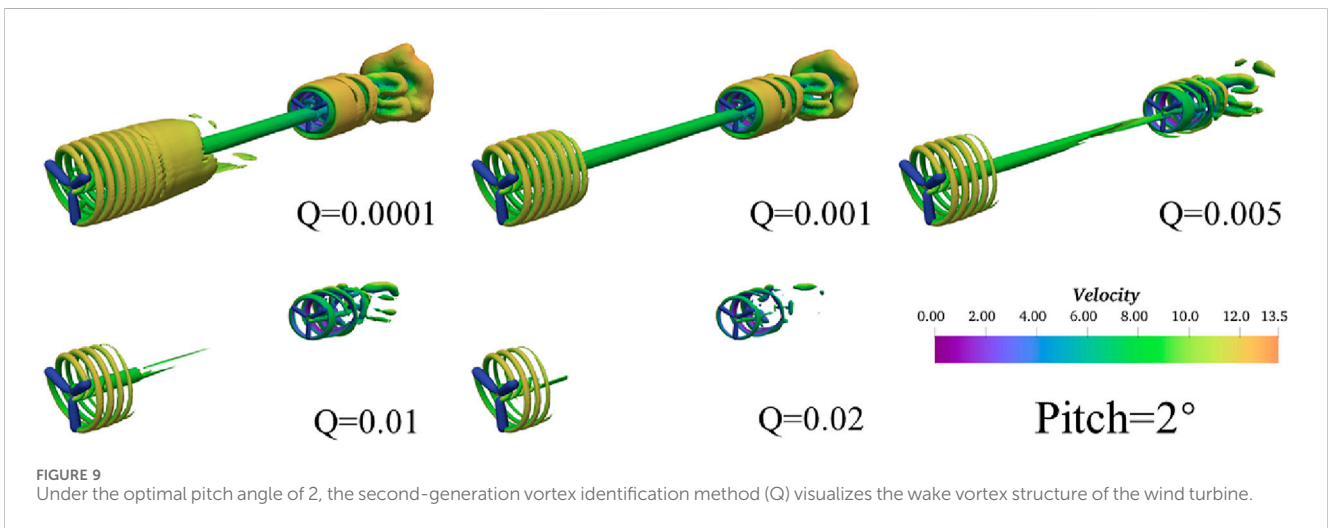 Q=0.0001
Q=0.001
Q=0.005
Q=0.01
Q=0.02
Velocity
0.00 2.00 4.00 6.00 8.00 10.0 12.0 13.5
Pitch=2°
FIGURE 9
Under the optimal pitch angle of 2, the second-generation vortex identification method (Q) visualizes the wake vortex structure of the wind turbine.